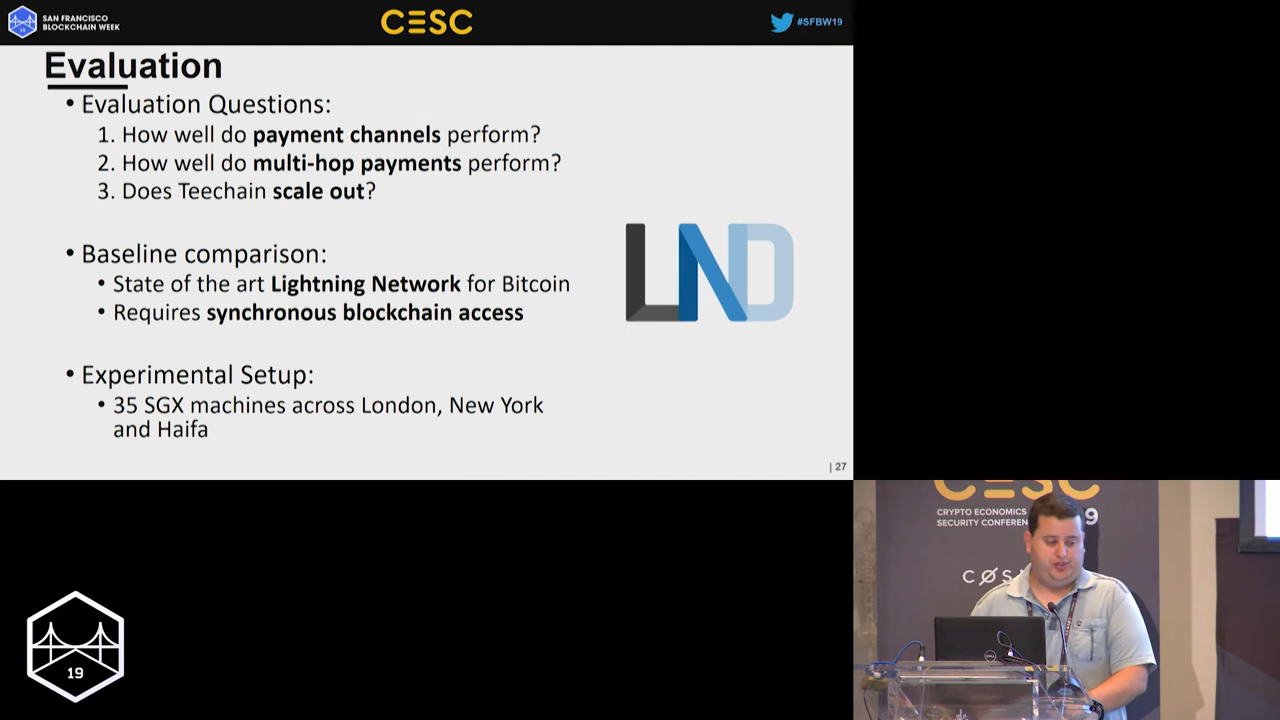 SAN FRANCISCO
BLOCKCHAIN WEEK
19
CESC
#SFBW19
Evaluation
• Evaluation Questions:
1. How well do payment channels perform?
2. How well do multi-hop payments perform?
3. Does Teechain scale out?
• Baseline comparison:
• State of the art Lightning Network for Bitcoin
• Requires synchronous blockchain access
LND
• Experimental Setup:
• 35 SGX machines across London, New York
and Haifa
| 27
CESC
CRYPTO ECONOMICS
SECURITY
DELL
19